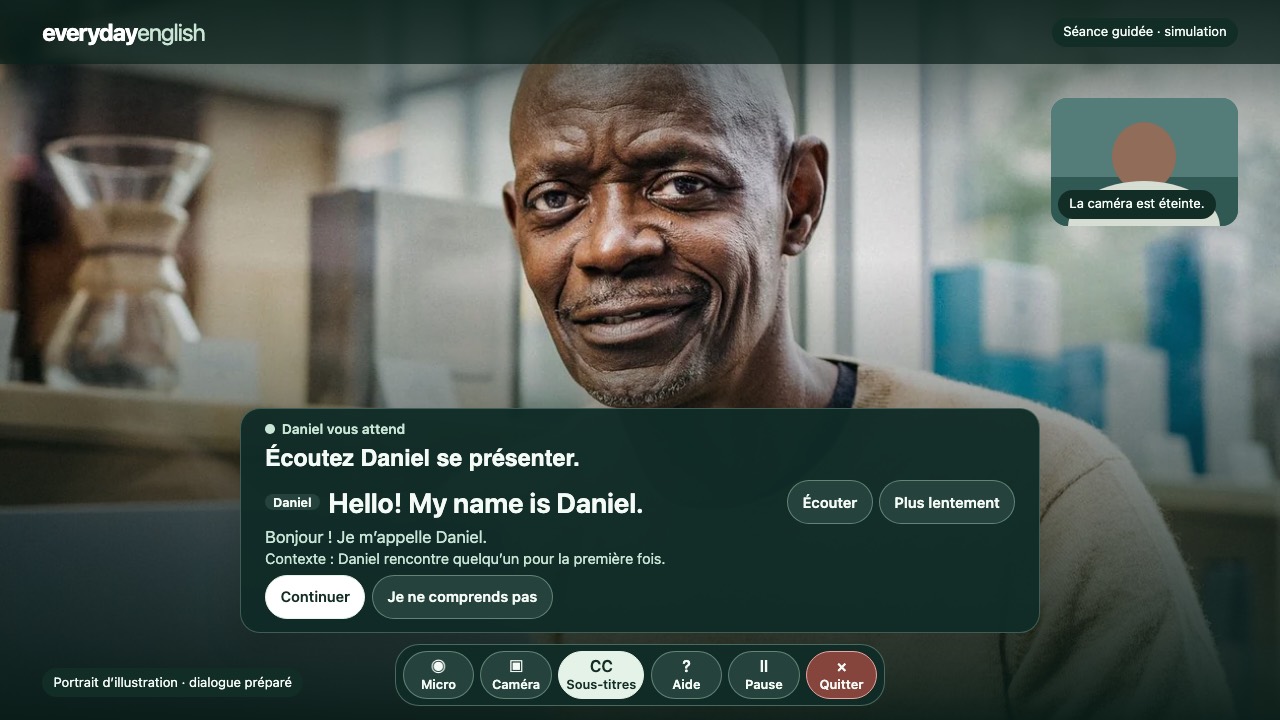 everydayenglish
Séance guidée · simulation
La caméra est éteinte.
Daniel vous attend
Écoutez Daniel se présenter.
Daniel Hello! My name is Daniel.
Écouter
Plus lentement
Bonjour ! Je m’appelle Daniel.
Contexte : Daniel rencontre quelqu’un pour la première fois.
Continuer
Je ne comprends pas
Micro
Caméra
CC
Sous-titres
?
Aide
Pause
×
Quitter
Portrait d’illustration · dialogue préparé